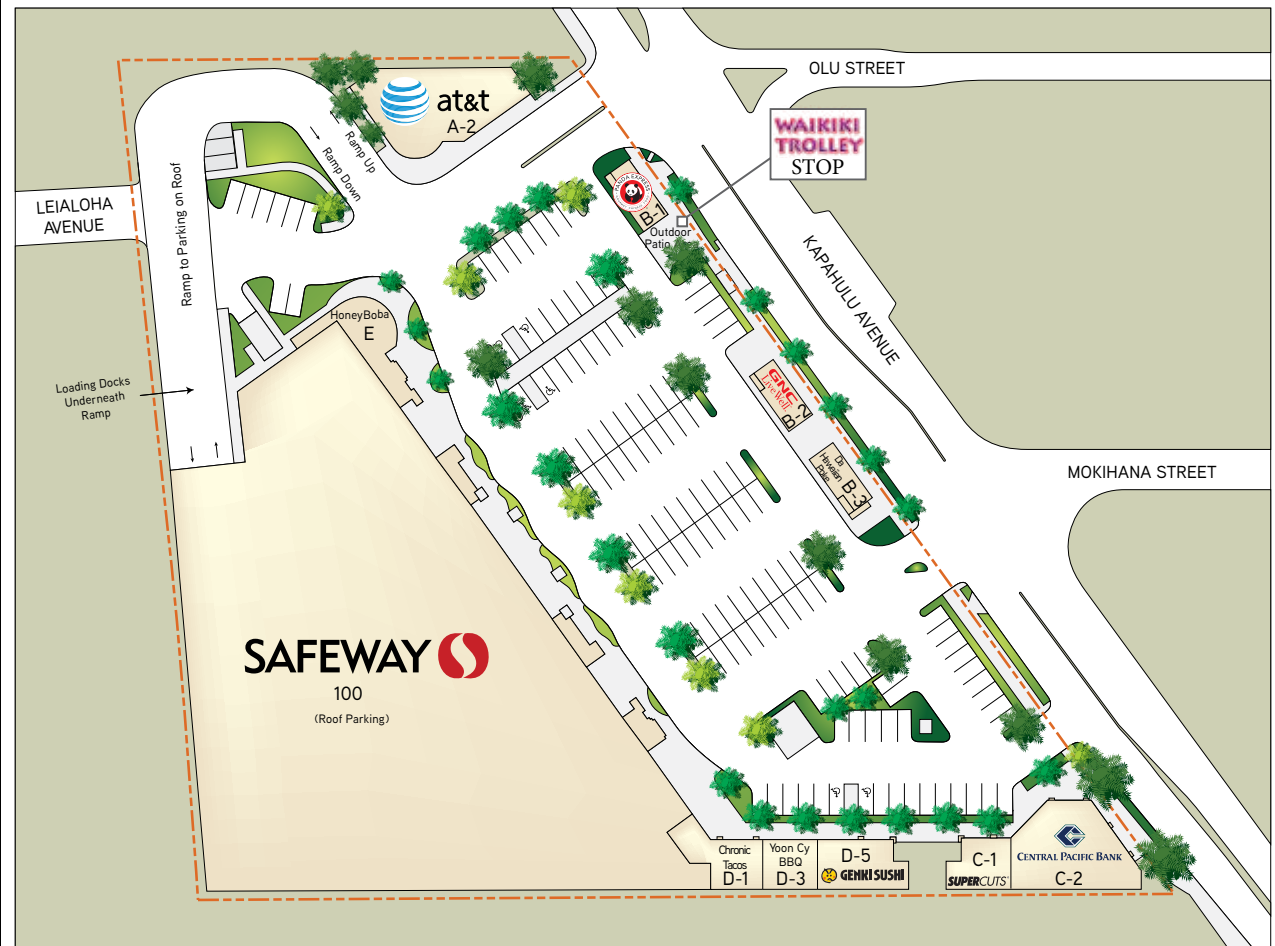 OLU STREET
at&t
A-2
WAIKIKI
TROLLEY
STOP
Ramp Up
Ramp Down
PANDA EXPRESS
B-1
Outdoor
Patio Area
LEIALOHA
AVENUE
Ramp to Parking on Roof
KAPAHULU AVENUE
HoneyBoba
E
Loading Docks
Underneath
Ramp
GNC
LiveWell
B-2
Da
Hawaiian
Poke
B-3
MOKIHANA STREET
SAFEWAY
100
(Roof Parking)
Chronic
Tacos
D-1
Yoon Cy
BBQ
D-3
D-5
GENKI SUSHI
C-1
SUPERCUTS
CENTRAL PACIFIC BANK
C-2